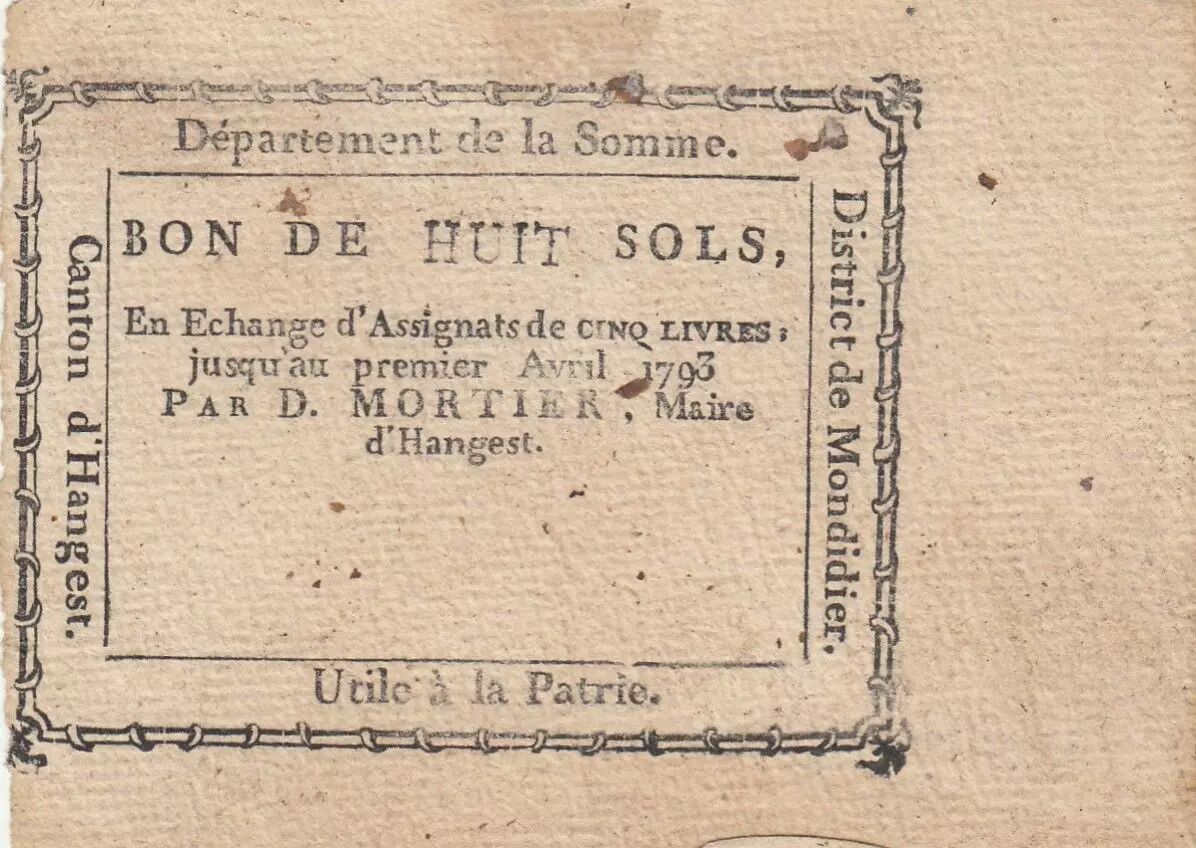 Département de la Somme.
Canton d'Hangest.
BON DE HUIT SOLS,
En Echange d'Assignats de CINQ LIVRES;
jusqu'au premier Avril 1793
PAR D. MORTIER, Maire
d'Hangest.
District de Mondidier.
Utile à la Patrie.